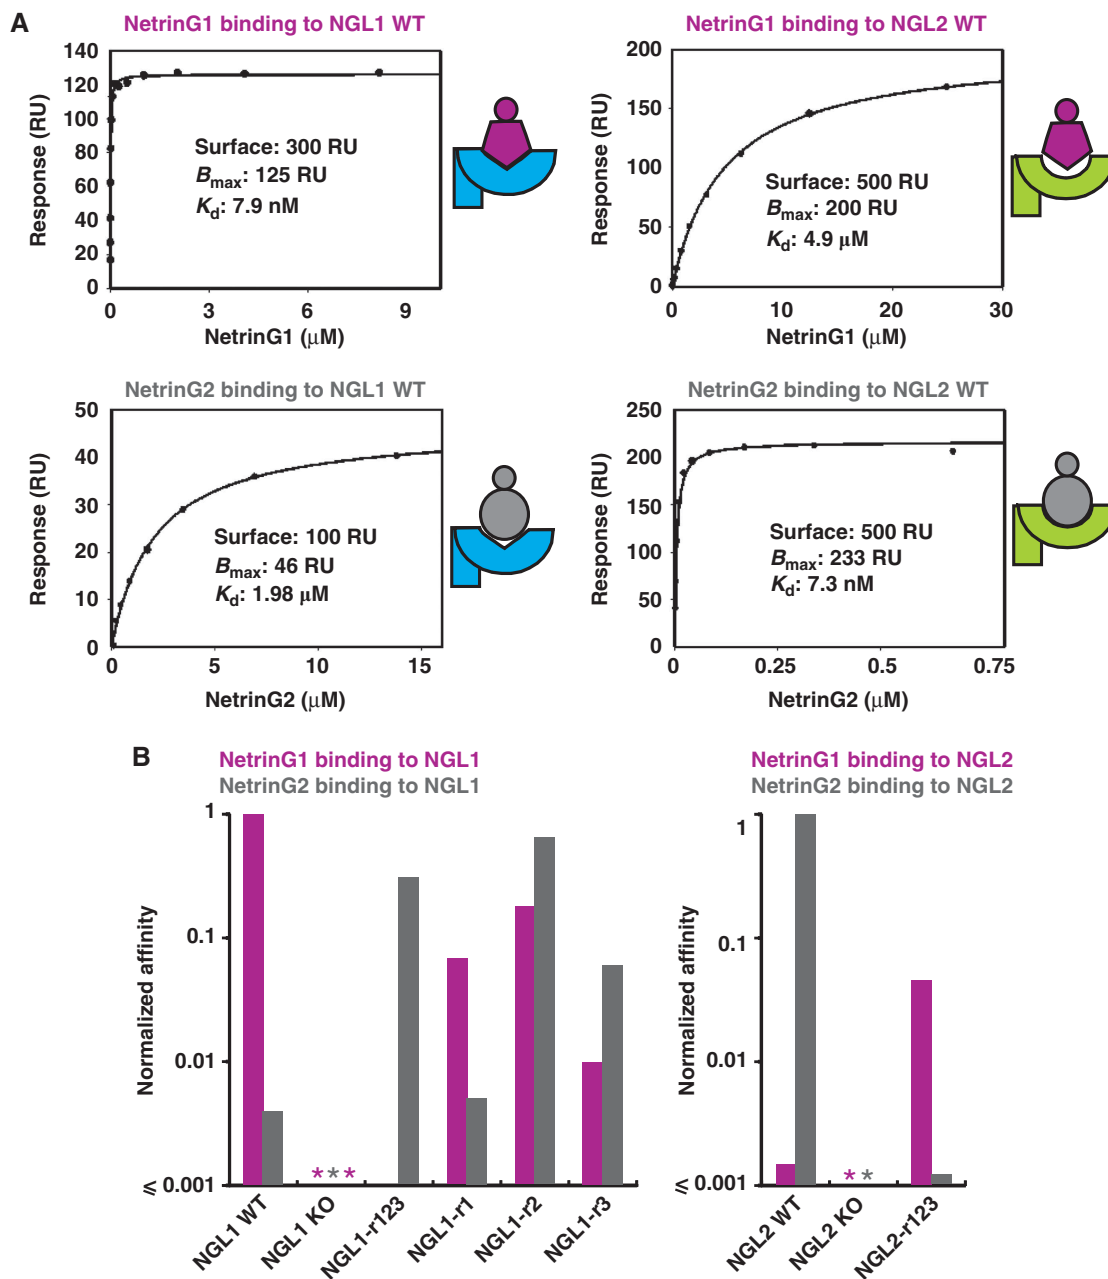 A
NetrinG1 binding to NGL1 WT
Response (RU)
140
120
100
80
60
40
20
0
Surface: 300 RU
Bmax: 125 RU
Kd: 7.9 nM
0 3 6 9
NetrinG1 (μM)
NetrinG1 binding to NGL2 WT
Response (RU)
200
150
100
50
0
Surface: 500 RU
Bmax: 200 RU
Kd: 4.9 μM
0 10 20 30
NetrinG1 (μM)
NetrinG2 binding to NGL1 WT
Response (RU)
50
40
30
20
10
0
Surface: 100 RU
Bmax: 46 RU
Kd: 1.98 μM
0 5 10 15
NetrinG2 (μM)
NetrinG2 binding to NGL2 WT
Response (RU)
250
200
150
100
50
0
Surface: 500 RU
Bmax: 233 RU
Kd: 7.3 nM
0 0.25 0.5 0.75
NetrinG2 (μM)
B
NetrinG1 binding to NGL1
NetrinG2 binding to NGL1
Normalized affinity
1
0.1
0.01
≤ 0.001
* * *
NGL1 WT
NGL1 KO
NGL1-r123
NGL1-r1
NGL1-r2
NGL1-r3
NetrinG1 binding to NGL2
NetrinG2 binding to NGL2
Normalized affinity
1
0.1
0.01
≤ 0.001
* *
NGL2 WT
NGL2 KO
NGL2-r123